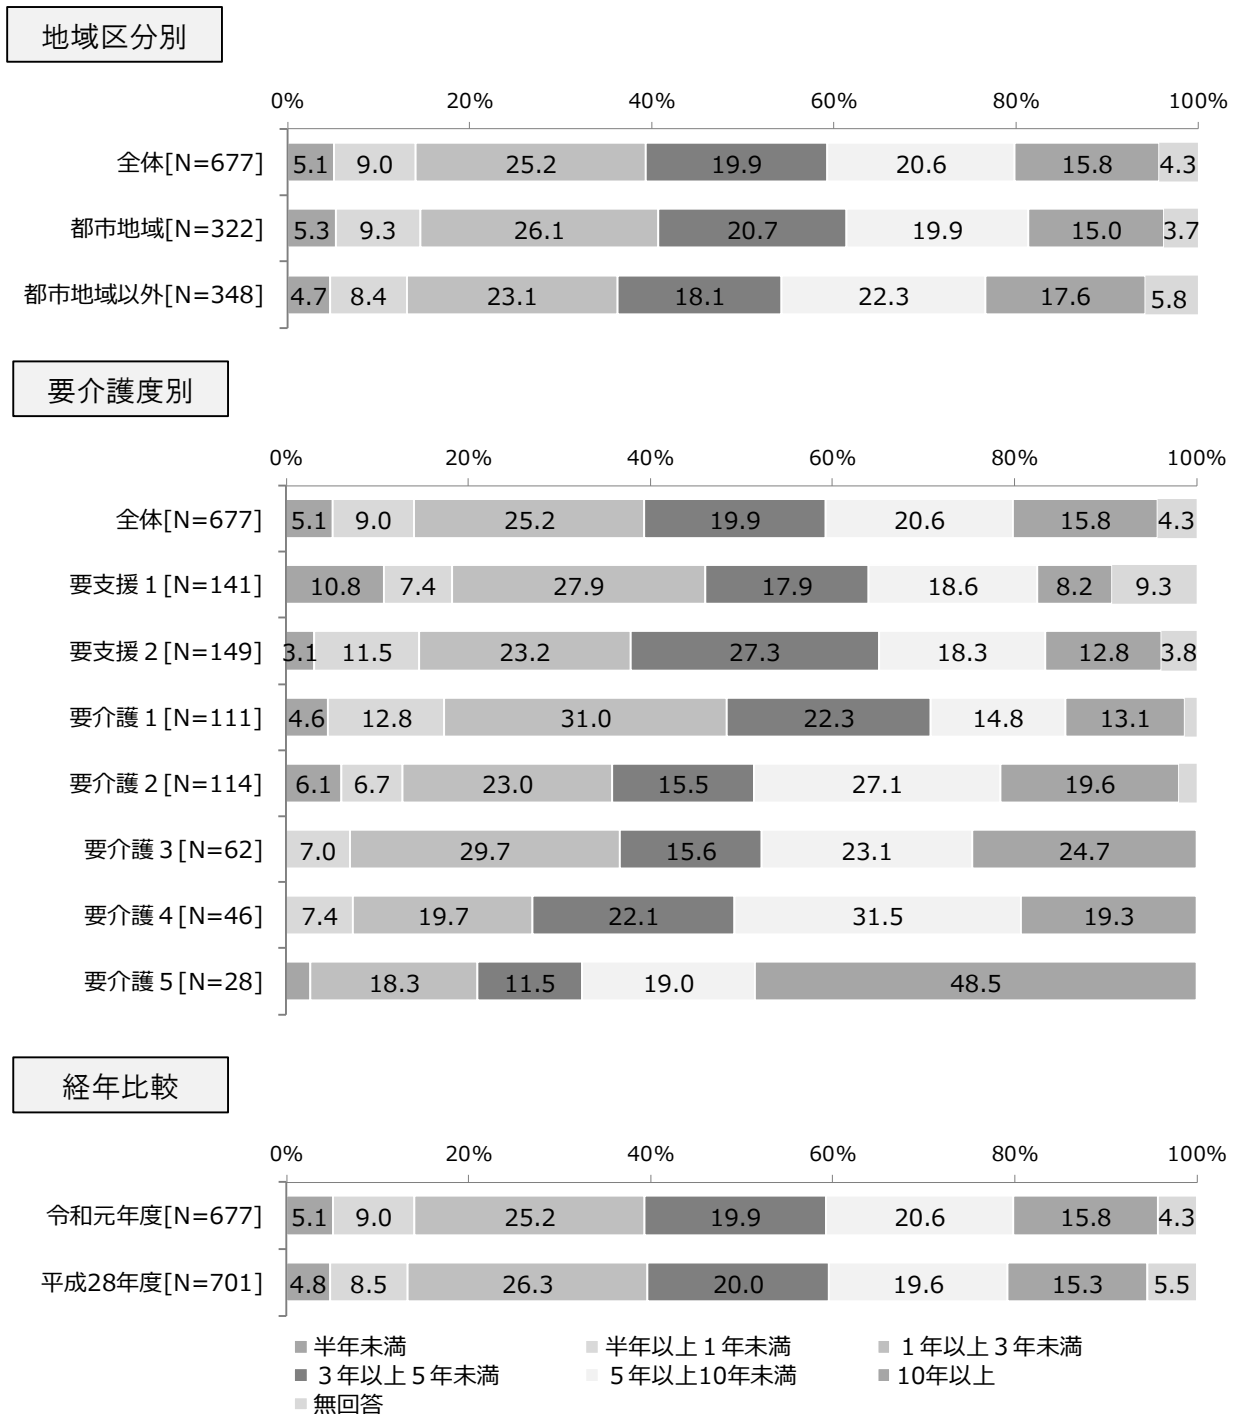 地域区分別
0% 20% 40% 60% 80% 100%
全体[N=677] 5.1 9.0 25.2 19.9 20.6 15.8 4.3
都市地域[N=322] 5.3 9.3 26.1 20.7 19.9 15.0 3.7
都市地域以外[N=348] 4.7 8.4 23.1 18.1 22.3 17.6 5.8
要介護度別
0% 20% 40% 60% 80% 100%
全体[N=677] 5.1 9.0 25.2 19.9 20.6 15.8 4.3
要支援１[N=141] 10.8 7.4 27.9 17.9 18.6 8.2 9.3
要支援２[N=149] 3.1 11.5 23.2 27.3 18.3 12.8 3.8
要介護１[N=111] 4.6 12.8 31.0 22.3 14.8 13.1
要介護２[N=114] 6.1 6.7 23.0 15.5 27.1 19.6
要介護３[N=62] 7.0 29.7 15.6 23.1 24.7
要介護４[N=46] 7.4 19.7 22.1 31.5 19.3
要介護５[N=28] 18.3 11.5 19.0 48.5
経年比較
0% 20% 40% 60% 80% 100%
令和元年度[N=677] 5.1 9.0 25.2 19.9 20.6 15.8 4.3
平成28年度[N=701] 4.8 8.5 26.3 20.0 19.6 15.3 5.5
半年未満 半年以上１年未満 １年以上３年未満
３年以上５年未満 ５年以上10年未満 10年以上
無回答